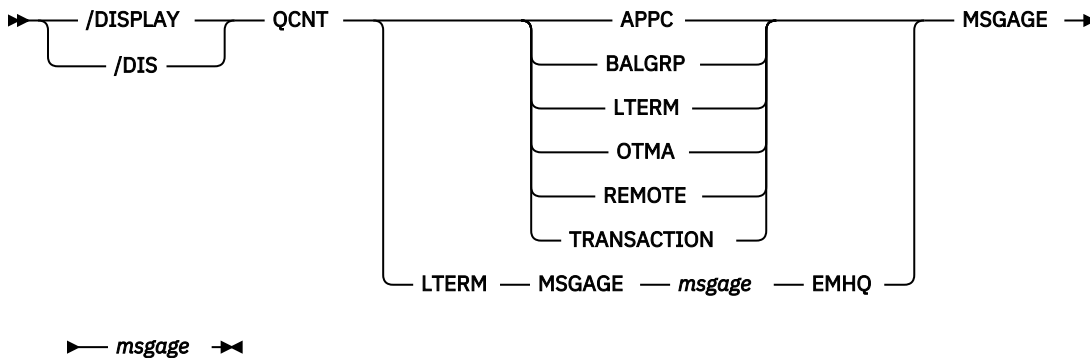 /DISPLAY QCNT APPC MSGAGE
/DIS BALGRP
LTERM
OTMA
REMOTE
TRANSACTION
LTERM MSGAGE msgage EMHQ
msgage